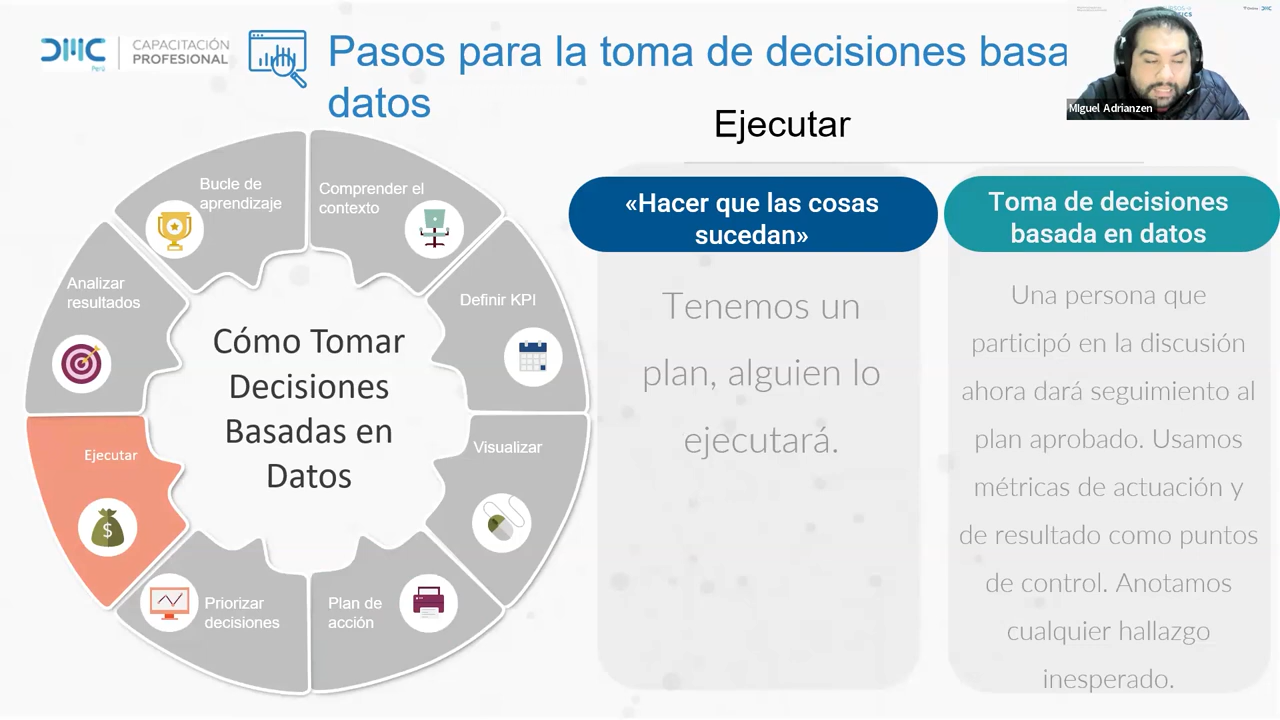 DMC
Perú
CAPACITACIÓN
PROFESIONAL
Pasos para la toma de decisiones basa
datos
MIguel Adrianzen
Ejecutar
Bucle de
aprendizaje
Comprender el
contexto
Analizar
resultados
Definir KPI
Cómo Tomar
Decisiones
Basadas en
Datos
Ejecutar
$
Visualizar
Priorizar
decisiones
Plan de
acción
«Hacer que las cosas
sucedan»
Tenemos un
plan, alguien lo
ejecutará.
Toma de decisiones
basada en datos
Una persona que
participó en la discusión
ahora dará seguimiento al
plan aprobado. Usamos
métricas de actuación y
de resultado como puntos
de control. Anotamos
cualquier hallazgo
inesperado.